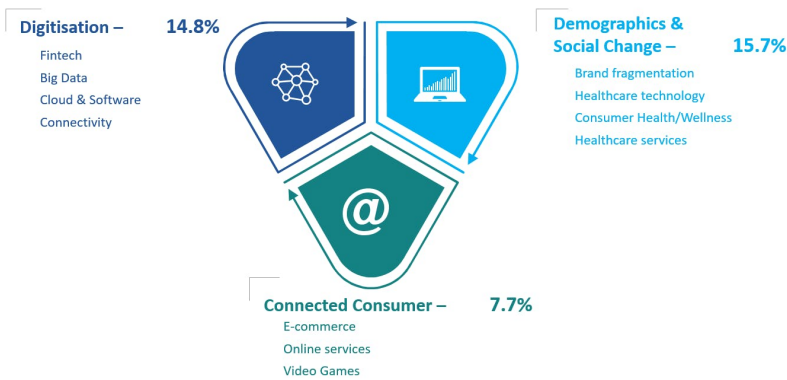 Digitisation – 14.8%
Fintech
Big Data
Cloud & Software
Connectivity
Demographics &
Social Change – 15.7%
Brand fragmentation
Healthcare technology
Consumer Health/Wellness
Healthcare services
@
Connected Consumer – 7.7%
E-commerce
Online services
Video Games